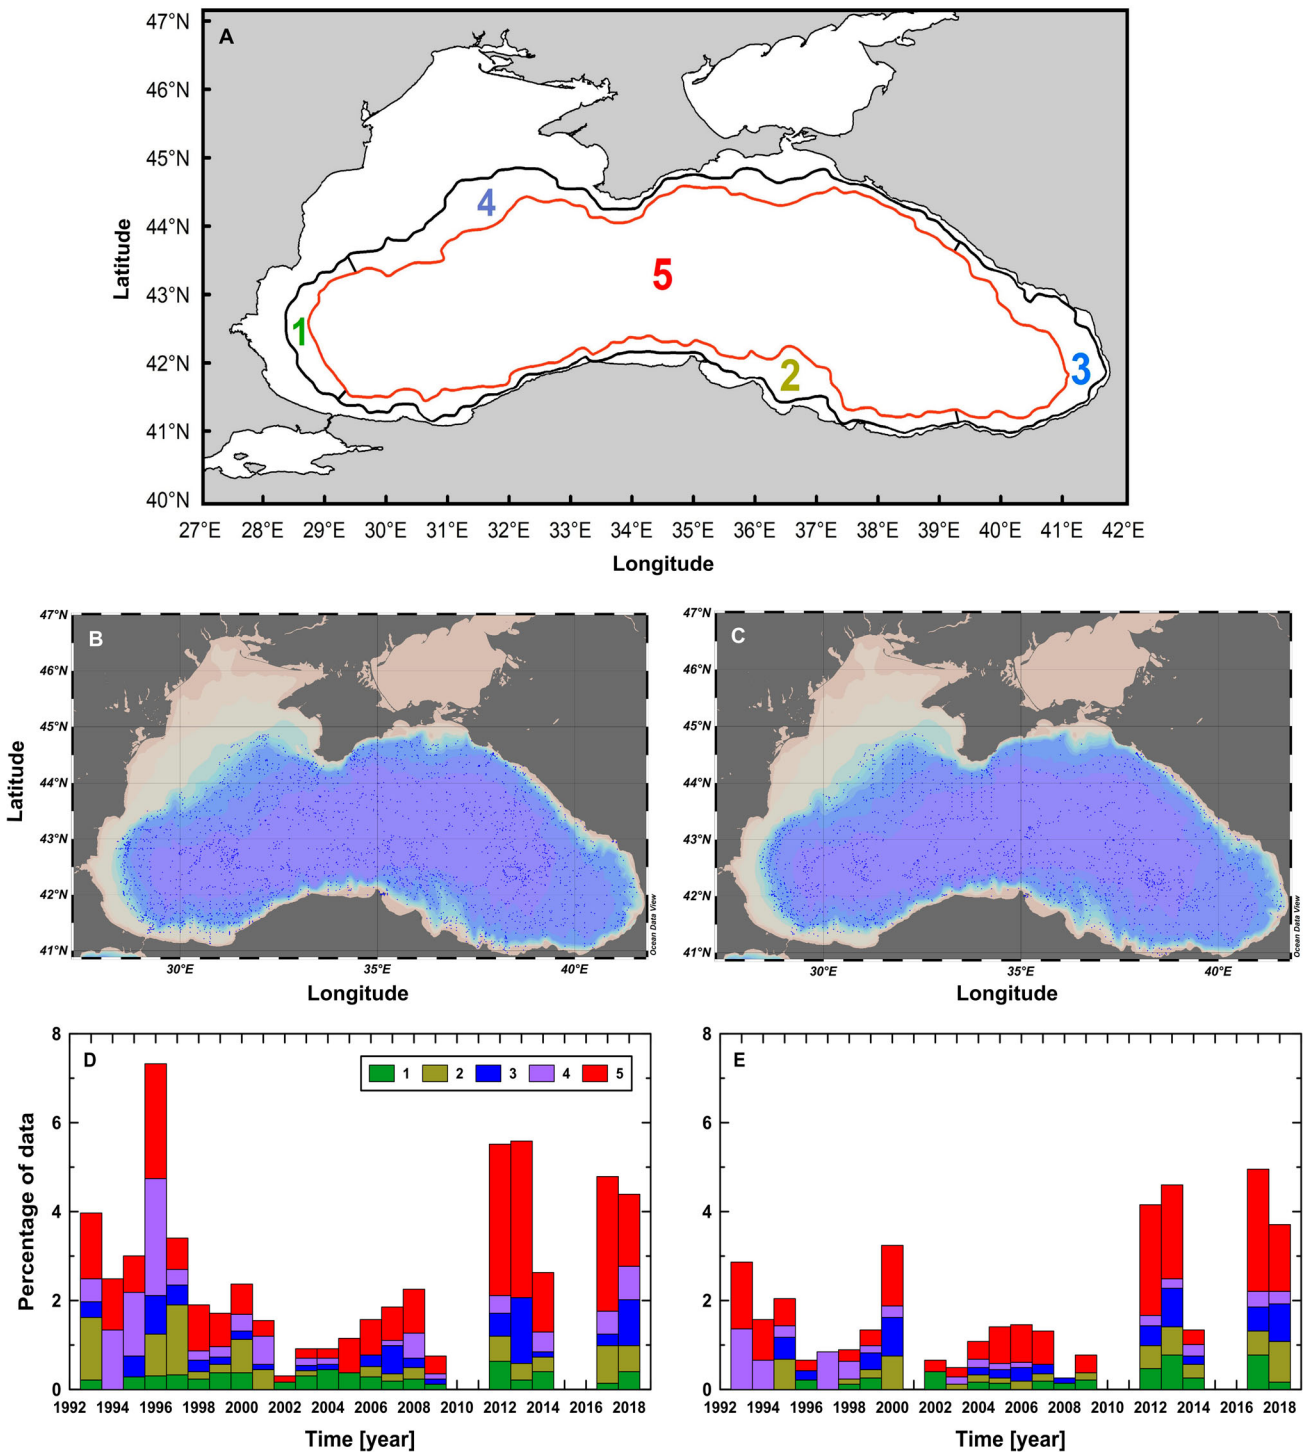 A
47°N
46°N
45°N
44°N
43°N
42°N
41°N
40°N
Latitude
4
5
1
2
3
27°E 28°E 29°E 30°E 31°E 32°E 33°E 34°E 35°E 36°E 37°E 38°E 39°E 40°E 41°E 42°E
Longitude
B
47°N
46°N
45°N
44°N
43°N
42°N
41°N
Latitude
30°E 35°E 40°E
Longitude
Ocean Data View
C
47°N
46°N
45°N
44°N
43°N
42°N
41°N
30°E 35°E 40°E
Longitude
Ocean Data View
D
1 2 3 4 5
8
6
4
2
0
Percentage of data
1992 1994 1996 1998 2000 2002 2004 2006 2008 2010 2012 2014 2016 2018
Time [year]
E
8
6
4
2
0
1992 1994 1996 1998 2000 2002 2004 2006 2008 2010 2012 2014 2016 2018
Time [year]